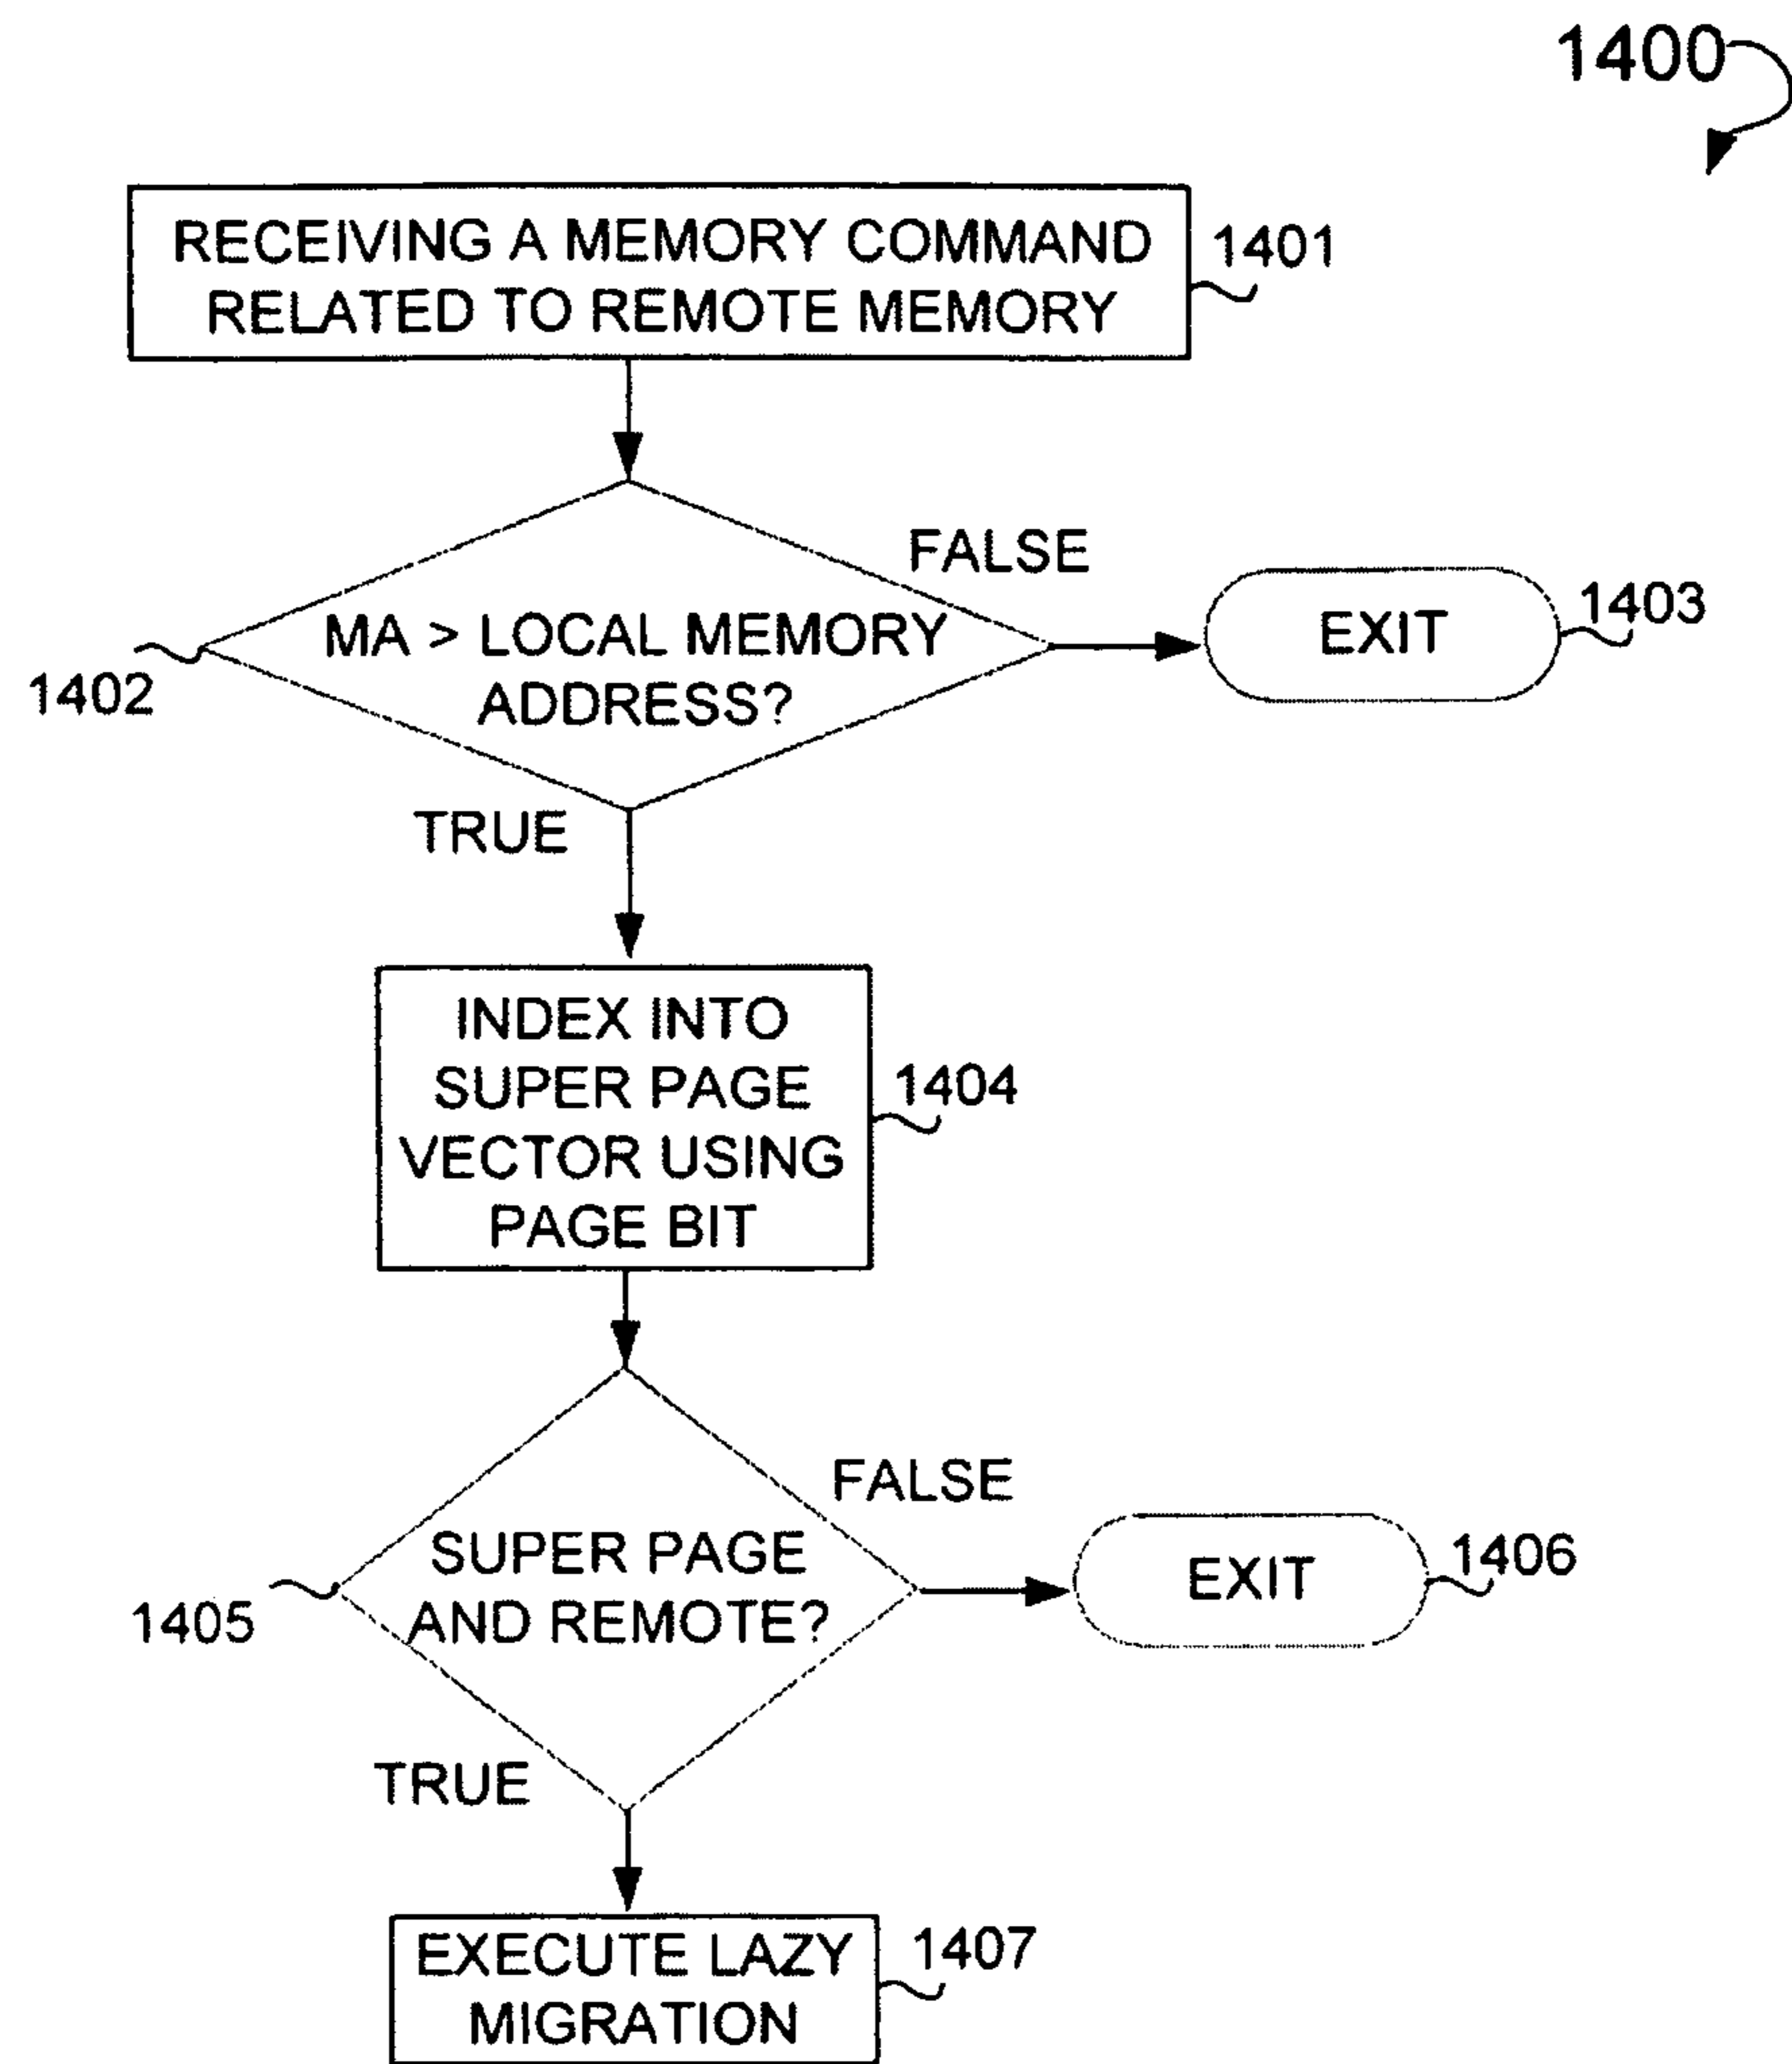 1400
RECEIVING A MEMORY COMMAND
RELATED TO REMOTE MEMORY
1401
FALSE
MA > LOCAL MEMORY
ADDRESS?
1402
EXIT
1403
TRUE
INDEX INTO
SUPER PAGE
VECTOR USING
PAGE BIT
1404
FALSE
SUPER PAGE
AND REMOTE?
1405
EXIT
1406
TRUE
EXECUTE LAZY
MIGRATION
1407